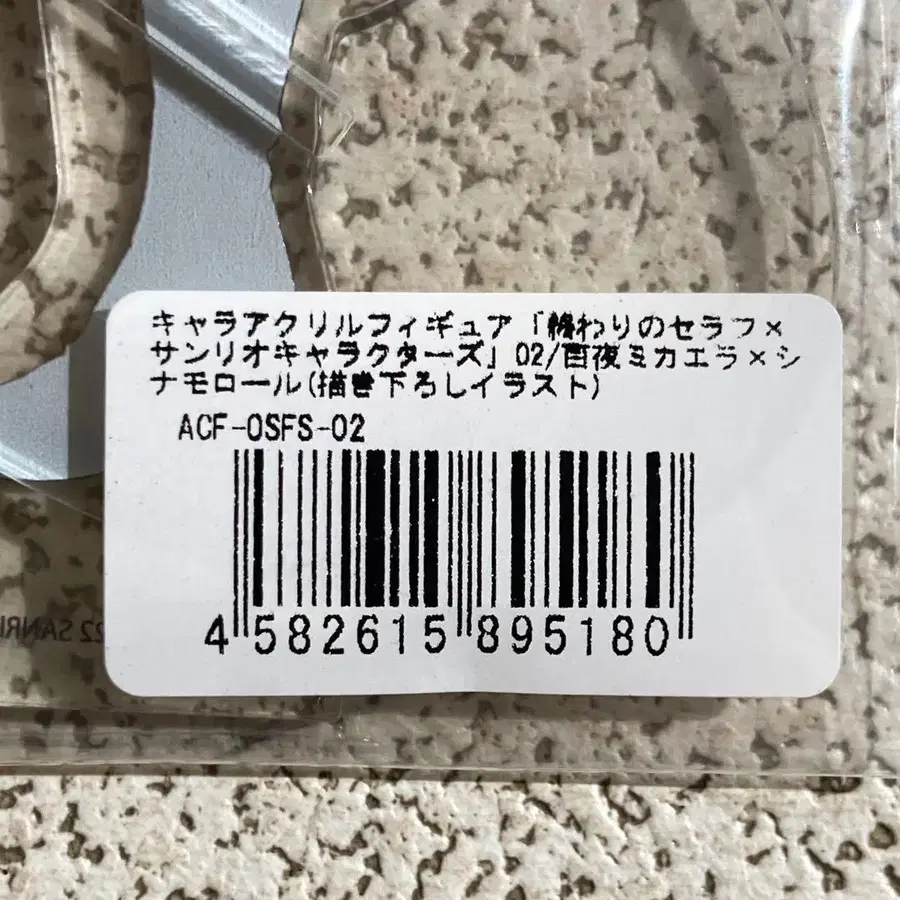 キャラアクリルフィギュア「終わりのセラフ×
サンリオキャラクターズ」02/百夜ミカエラ×シ
ナモロール(描き下ろしイラスト)
ACF-OSFS-02
4 582615 895180
22 SANRI